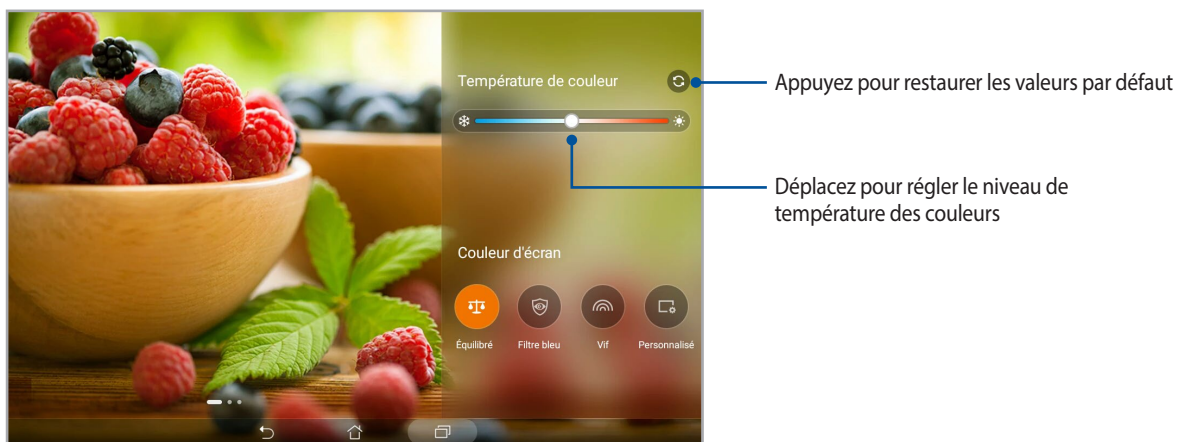 Température de couleur
Appuyez pour restaurer les valeurs par défaut
Déplacez pour régler le niveau de
température des couleurs
Couleur d'écran
Équilibré Filtre bleu Vif Personnalisé